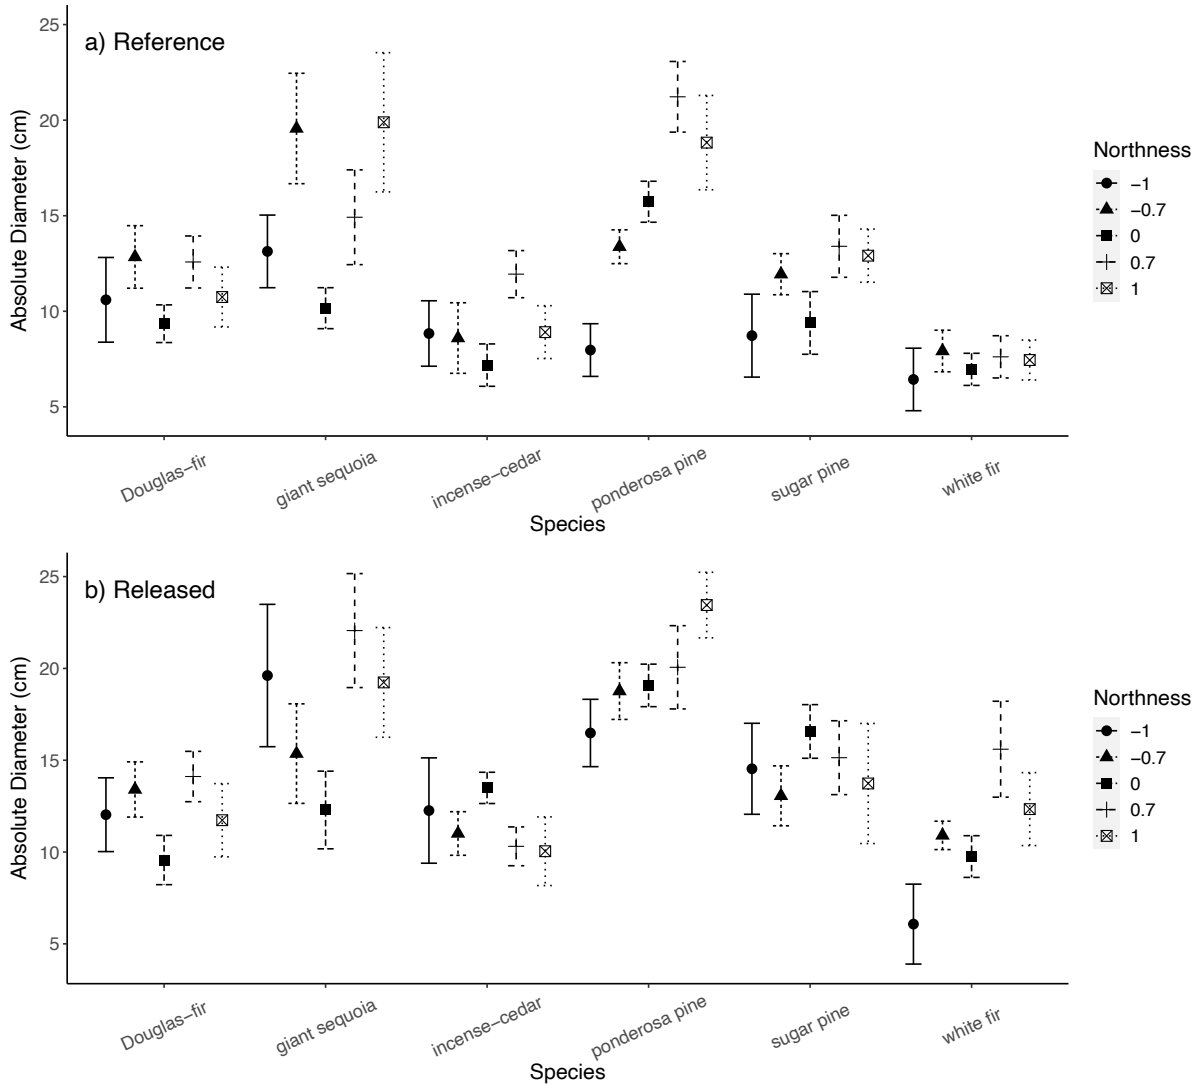 a) Reference
Absolute Diameter (cm)
25
20
15
10
5
Douglas−fir
giant sequoia
incense−cedar
ponderosa pine
sugar pine
white fir
Species
Northness
−1
−0.7
0
0.7
1
b) Released
Absolute Diameter (cm)
25
20
15
10
5
Douglas−fir
giant sequoia
incense−cedar
ponderosa pine
sugar pine
white fir
Species
Northness
−1
−0.7
0
0.7
1